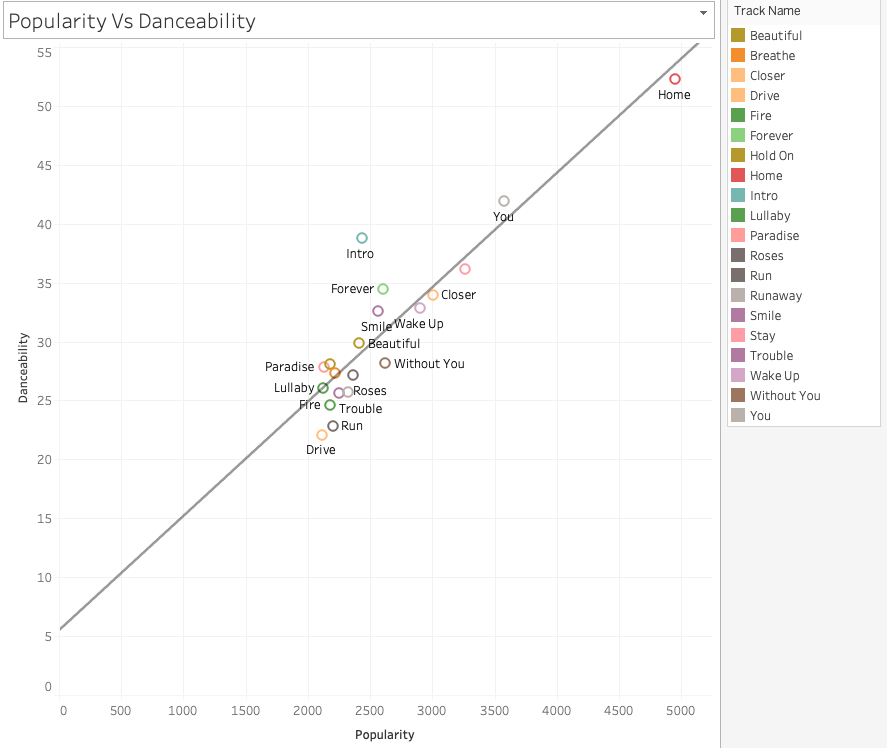 Popularity Vs Danceability
55
50
45
40
35
30
25
20
15
10
5
0
Danceability
Home
You
Intro
Forever
Closer
Smile
Wake Up
Beautiful
Without You
Paradise
Lullaby
Roses
Fire
Trouble
Run
Drive
0
500
1000
1500
2000
2500
3000
3500
4000
4500
5000
Popularity
Track Name
Beautiful
Breathe
Closer
Drive
Fire
Forever
Hold On
Home
Intro
Lullaby
Paradise
Roses
Run
Runaway
Smile
Stay
Trouble
Wake Up
Without You
You